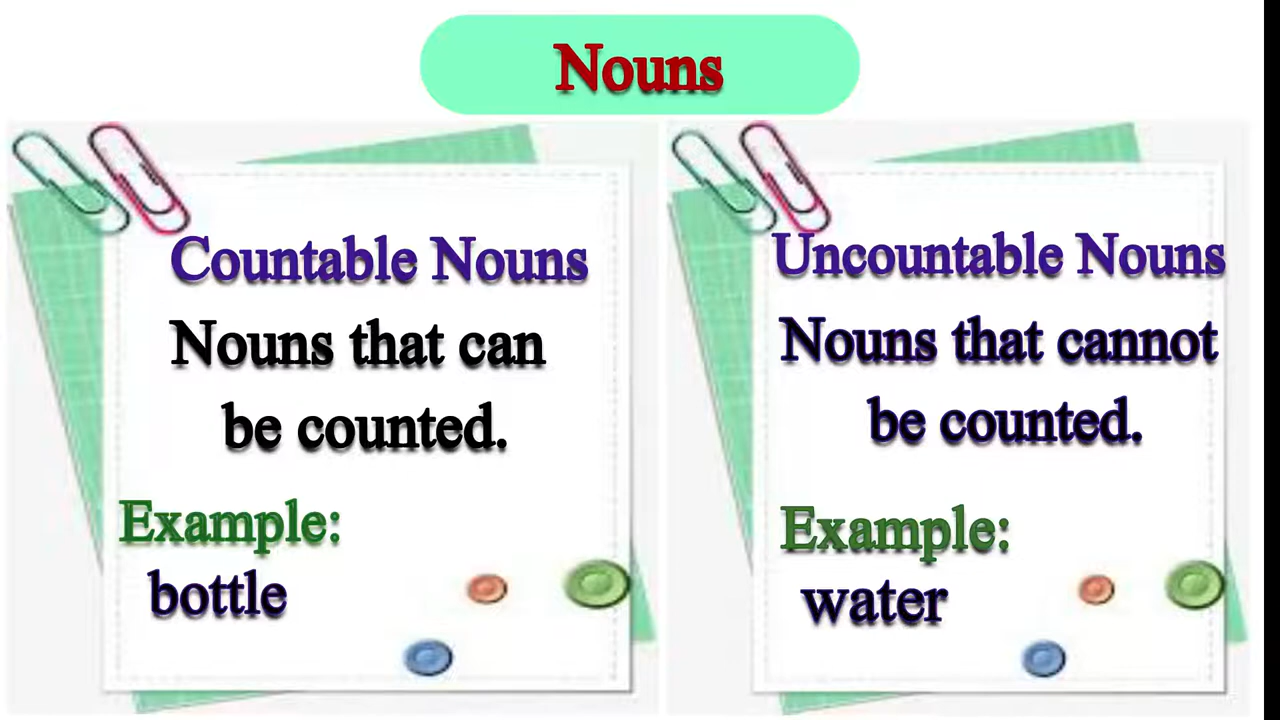 Nouns
Countable Nouns
Nouns that can
be counted.
Example:
bottle
Uncountable Nouns
Nouns that cannot
be counted.
Example:
water